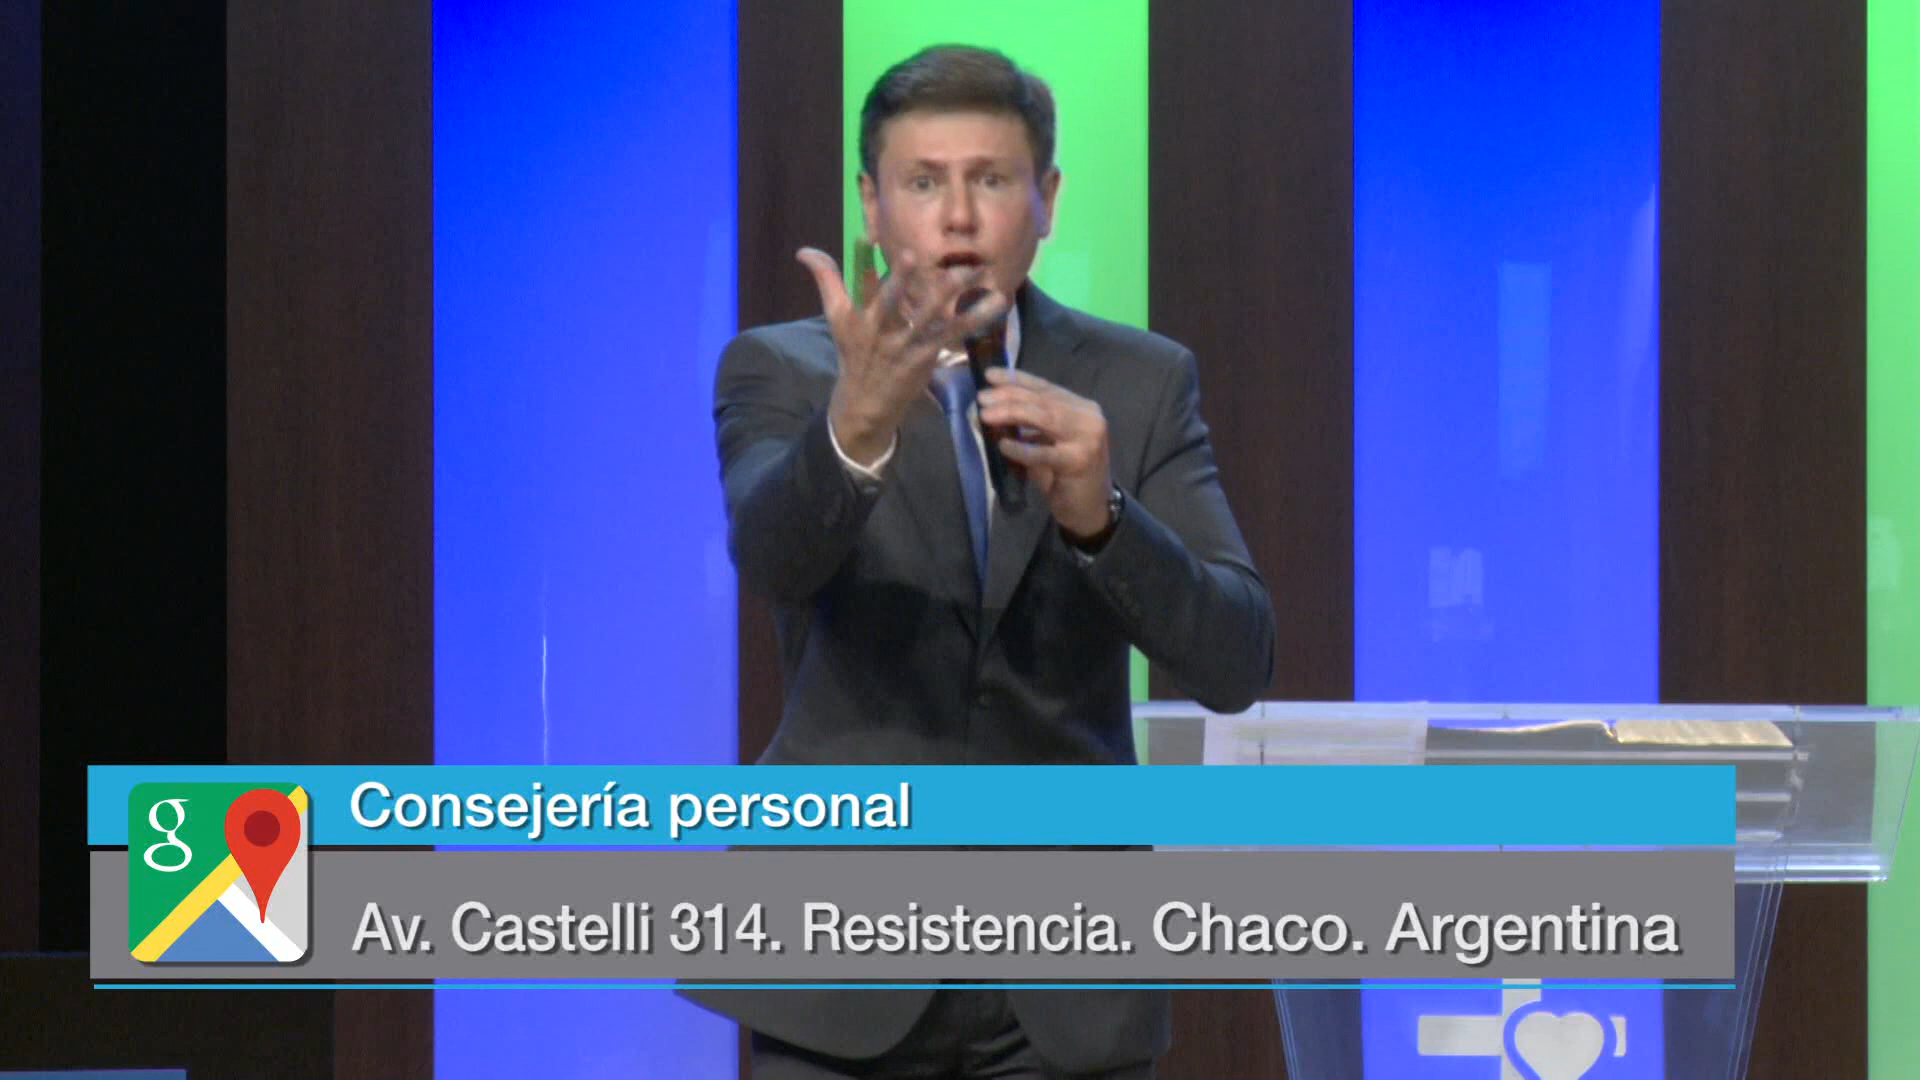 g
Consejería personal
Av. Castelli 314. Resistencia. Chaco. Argentina